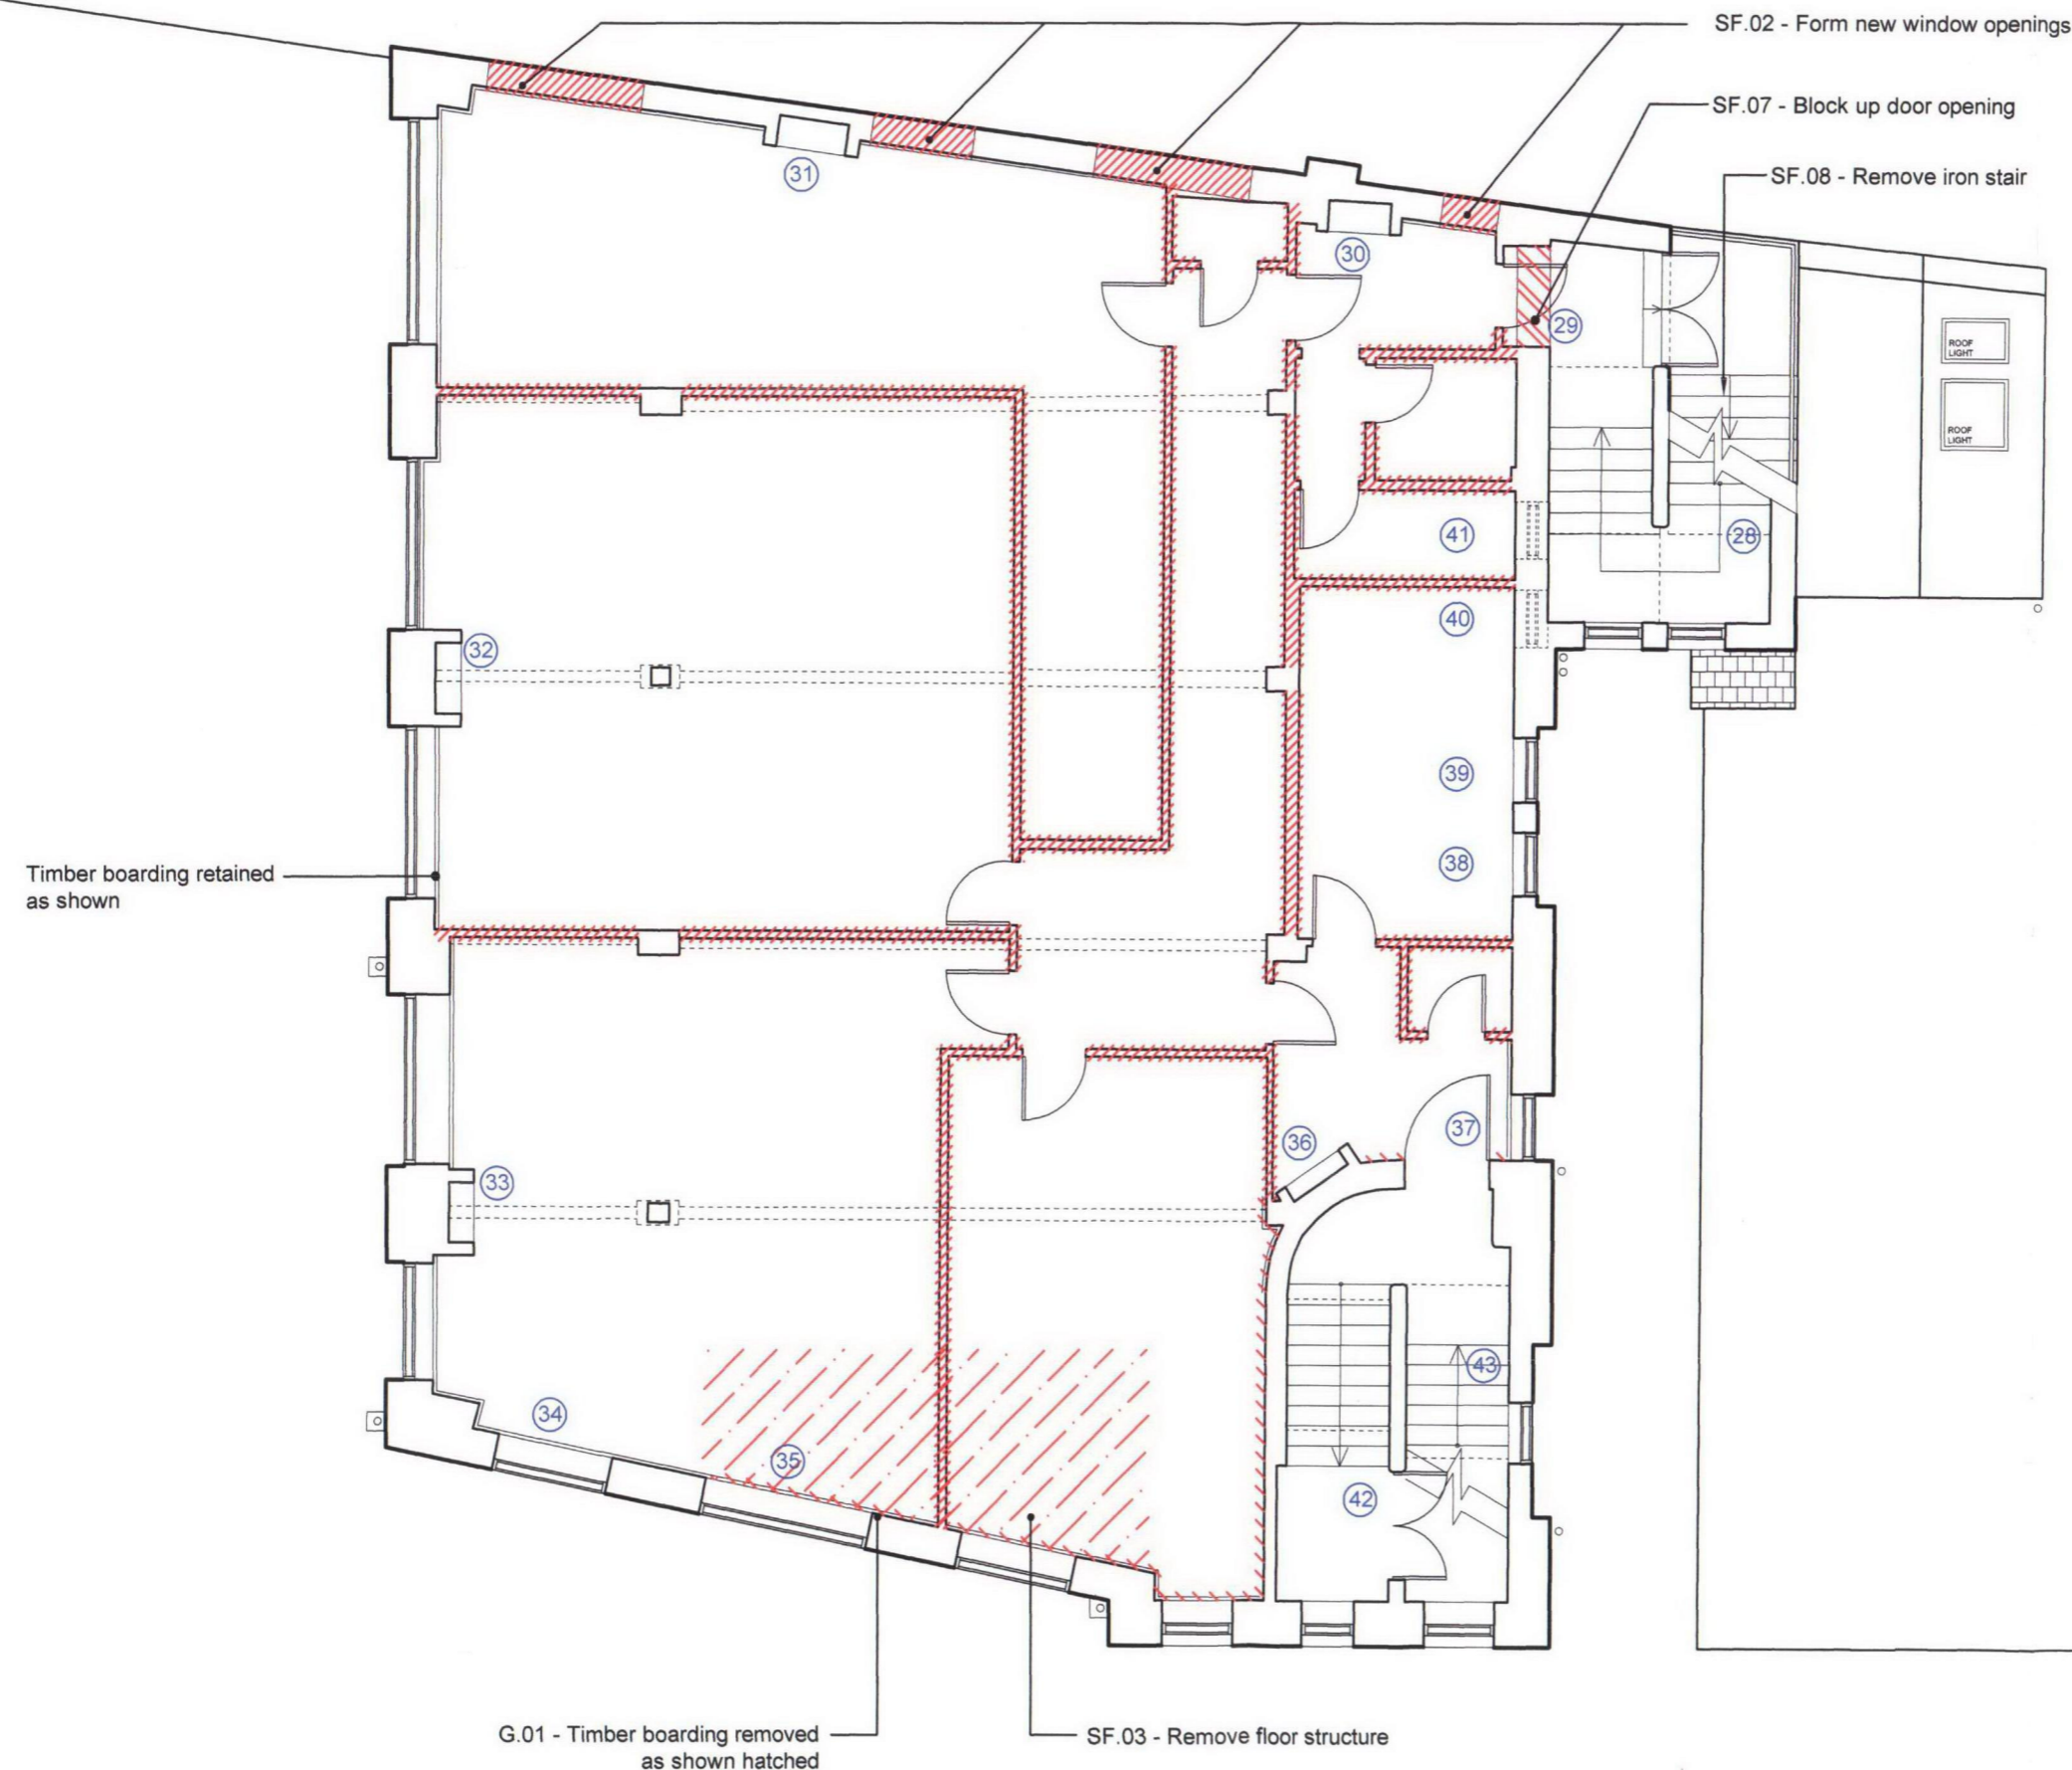 SF.02 - Form new window openings
SF.07 - Block up door opening
SF.08 - Remove iron stair
31
30
29
ROOF
LIGHT
ROOF
LIGHT
41
28
40
32
39
38
Timber boarding retained
as shown
36
37
33
43
34
35
42
G.01 - Timber boarding removed
as shown hatched
SF.03 - Remove floor structure